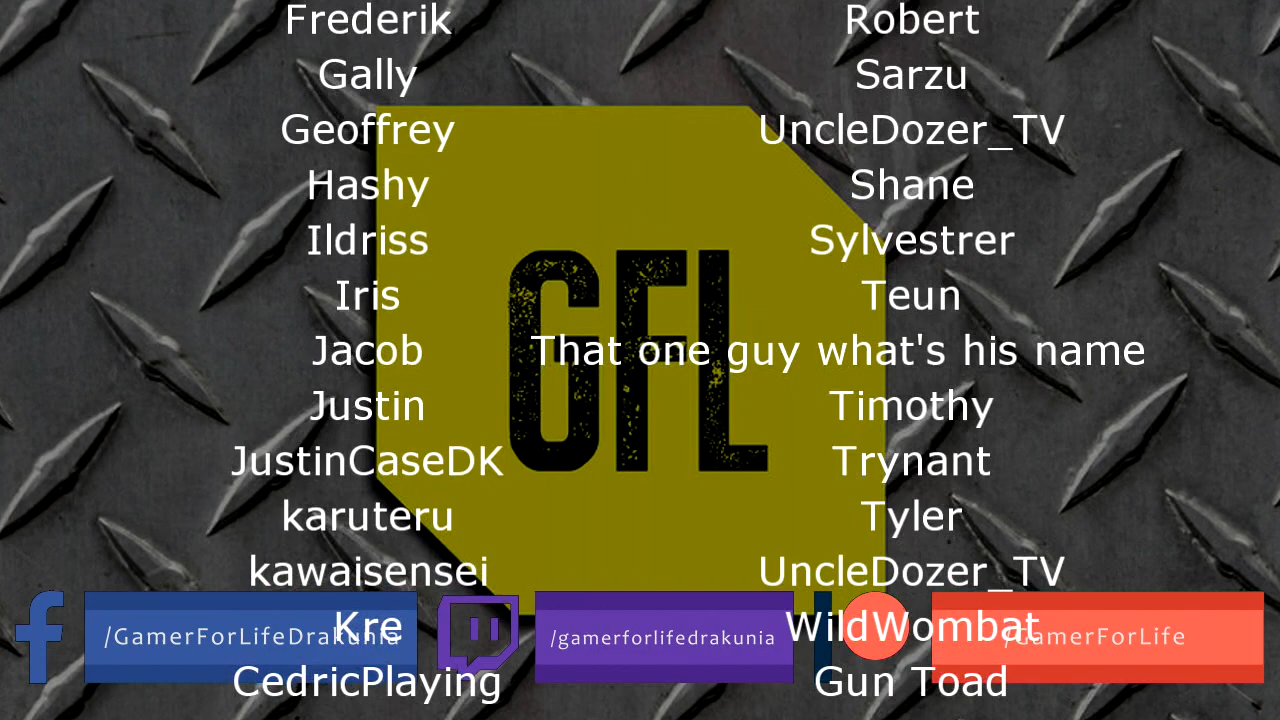 Frederik
Gally
Geoffrey
Hashy
Ildriss
Iris
Jacob
Justin
JustinCaseDK
karuteru
kawaisensei
Kre
CedricPlaying
Robert
Sarzu
UncleDozer_TV
Shane
Sylvestrer
Teun
That one guy what's his name
Timothy
Trynant
Tyler
UncleDozer_TV
WildWombat
Gun Toad
GFL
/GamerForLifeDrakunia
/gamerforlifedrakunia
/GamerForLife